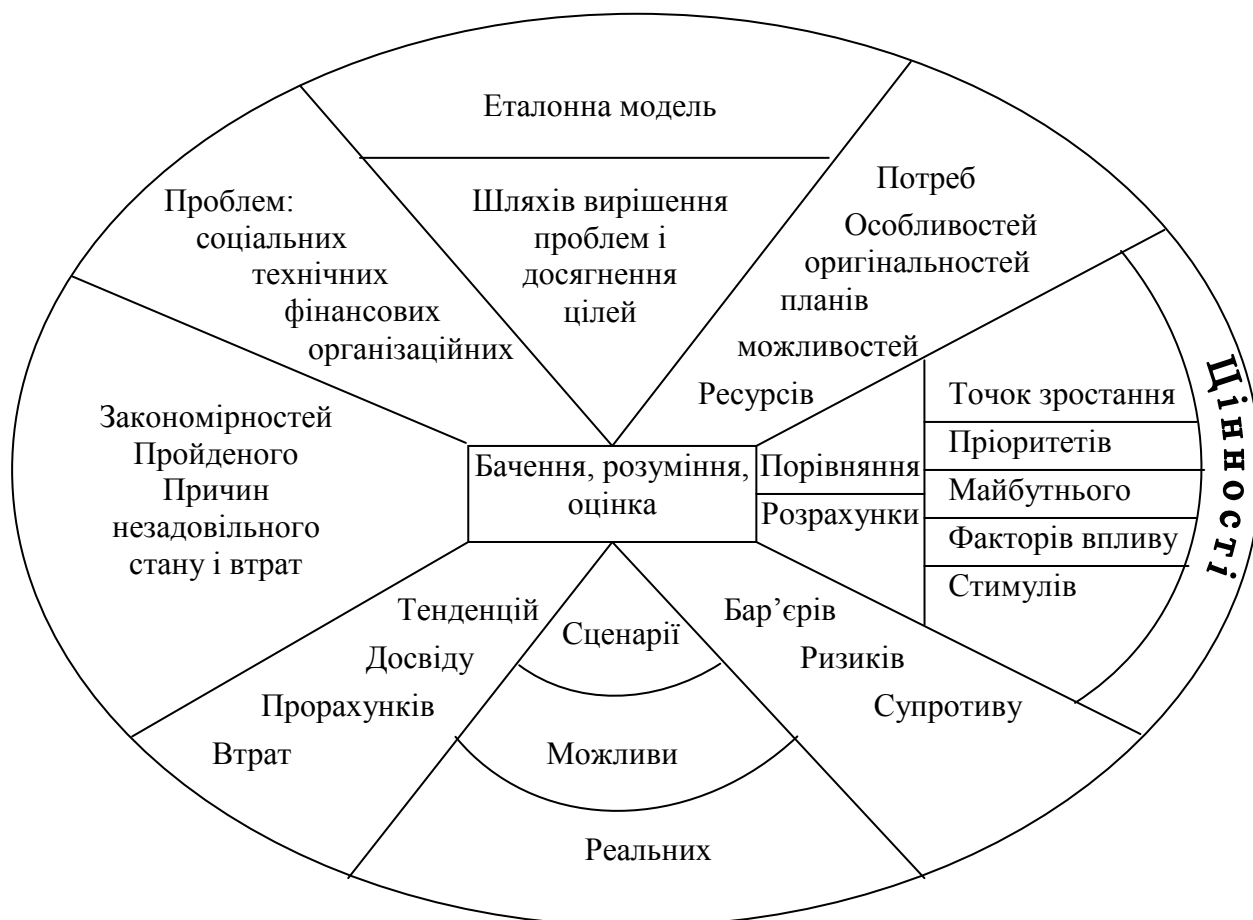 Еталонна модель
Шляхів вирішення
проблем і
досягнення
цілей
Проблем:
соціальних
технічних
фінансових
організаційних
Потреб
Особливостей
оригінальностей
планів
можливостей
Ресурсів
Закономірностей
Пройденого
Причин
незадовільного
стану і втрат
Бачення, розуміння,
оцінка
Порівняння
Розрахунки
Точок зростання
Пріоритетів
Майбутнього
Факторів впливу
Стимулів
Цінності
Тенденцій
Досвіду
Прорахунків
Втрат
Сценарії
Можливи
Реальних
Бар’єрів
Ризиків
Супротиву